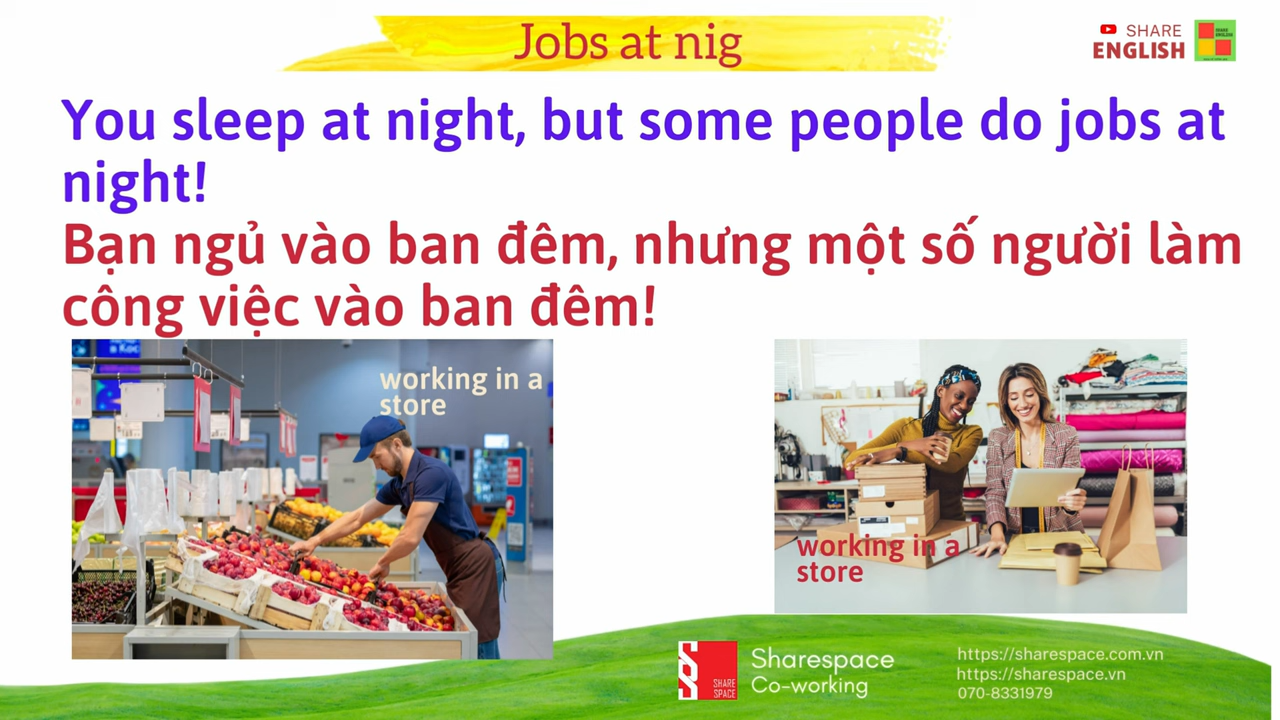 Jobs at nig
SHARE
ENGLISH
You sleep at night, but some people do jobs at
night!
Bạn ngủ vào ban đêm, nhưng một số người làm
công việc vào ban đêm!
working in a
store
working in a
store
SHARE
SPACE
Sharespace
Co-working
https://sharespace.com.vn
https://sharespace.vn
070-8331979